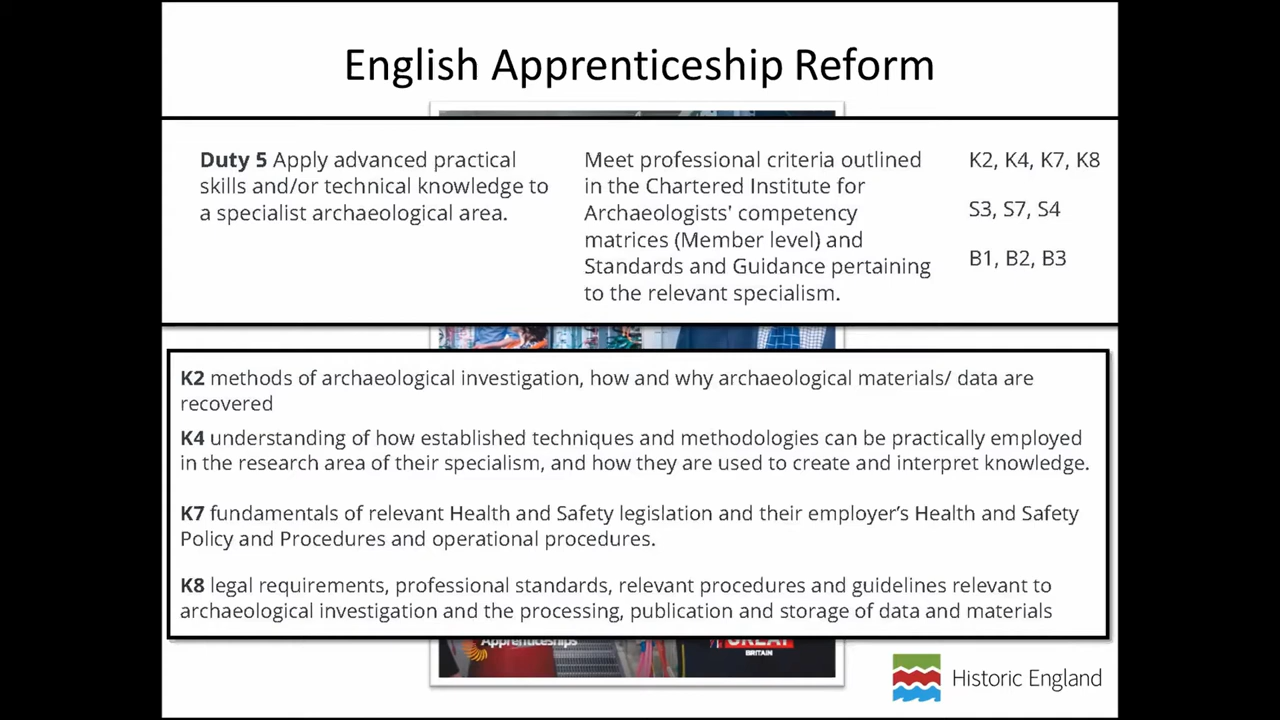 English Apprenticeship Reform
Duty 5 Apply advanced practical
skills and/or technical knowledge to
a specialist archaeological area.
Meet professional criteria outlined
in the Chartered Institute for
Archaeologists' competency
matrices (Member level) and
Standards and Guidance pertaining
to the relevant specialism.
K2, K4, K7, K8
S3, S7, S4
B1, B2, B3
K2 methods of archaeological investigation, how and why archaeological materials/ data are
recovered
K4 understanding of how established techniques and methodologies can be practically employed
in the research area of their specialism, and how they are used to create and interpret knowledge.
K7 fundamentals of relevant Health and Safety legislation and their employer’s Health and Safety
Policy and Procedures and operational procedures.
K8 legal requirements, professional standards, relevant procedures and guidelines relevant to
archaeological investigation and the processing, publication and storage of data and materials
Apprenticeships
GREAT
BRITAIN
Historic England